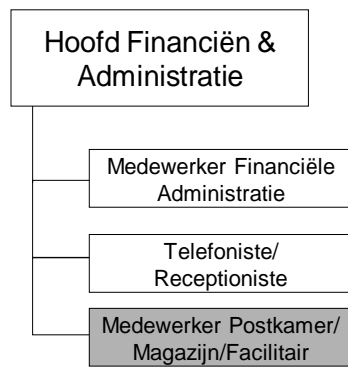 Hoofd Financiën &
Administratie
Medewerker Financiële
Administratie
Telefoniste/
Receptioniste
Medewerker Postkamer/
Magazijn/Facilitair